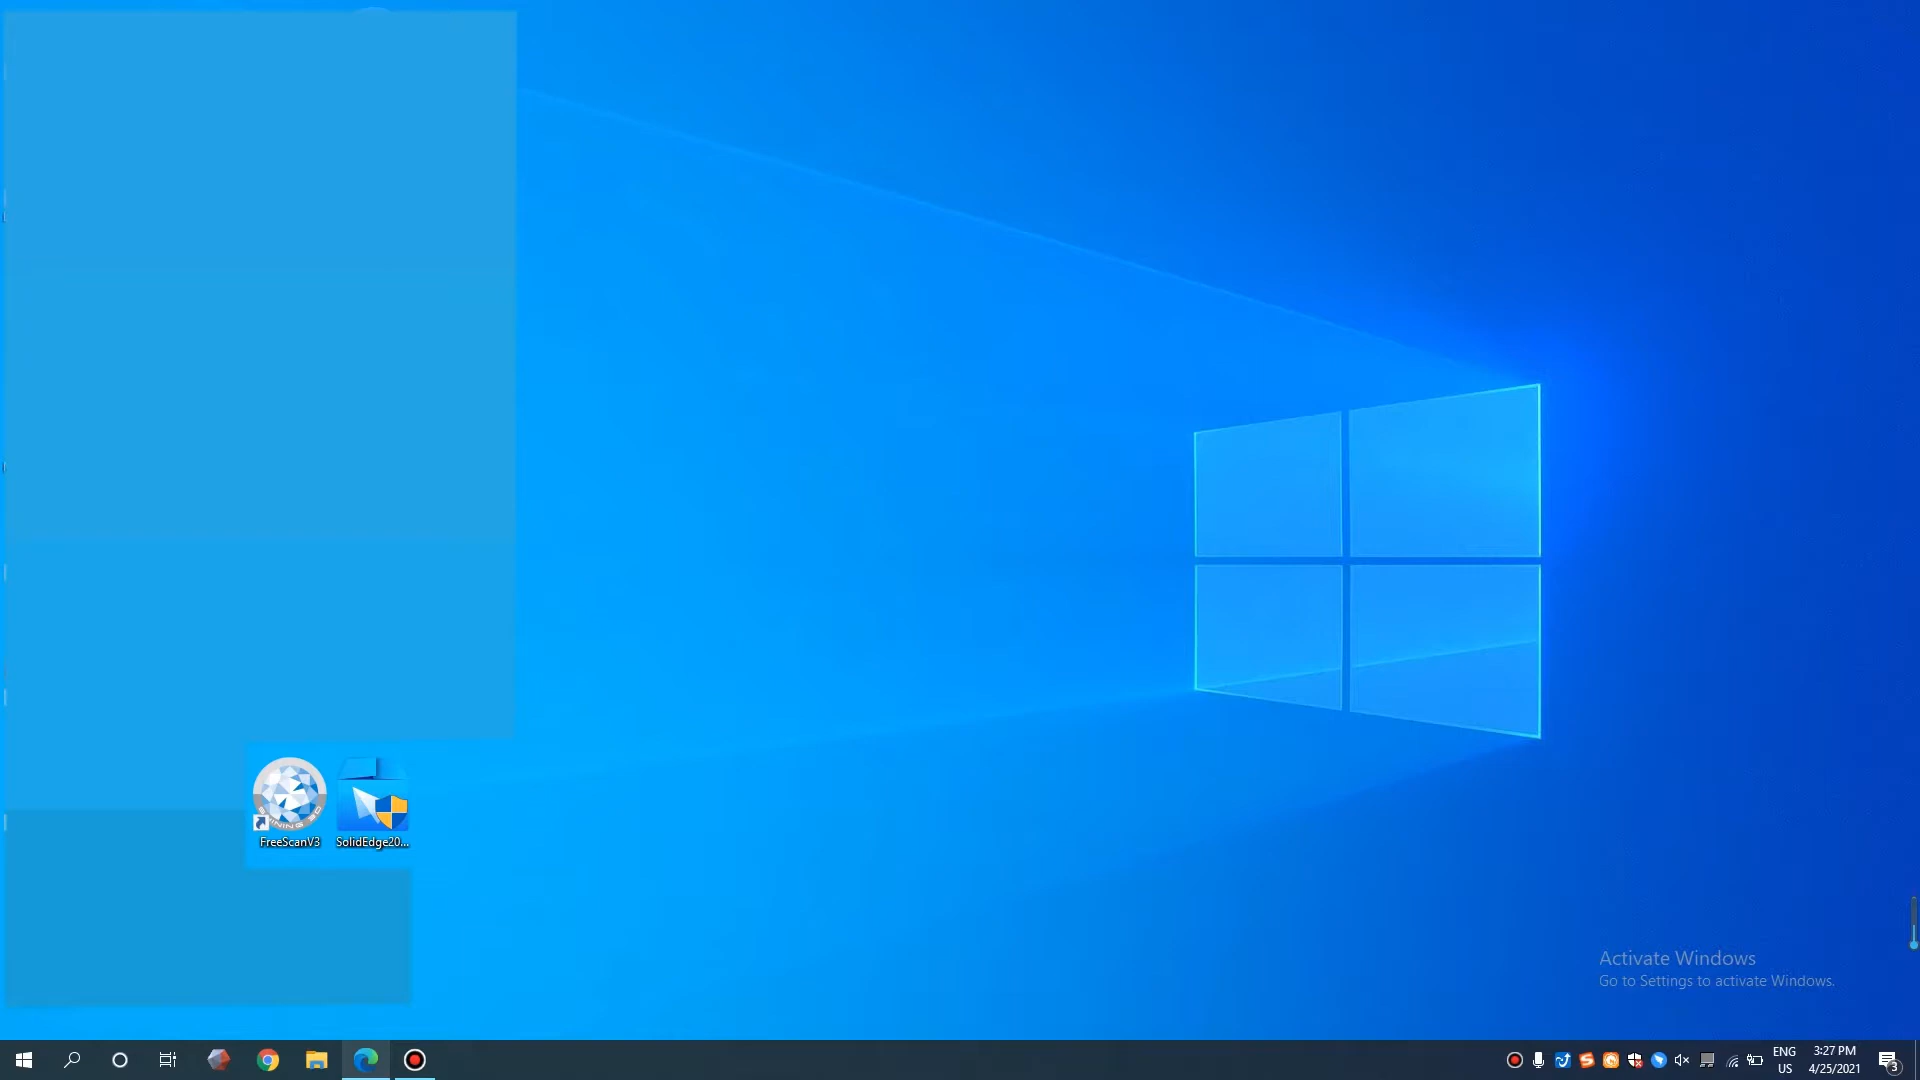 FreeScanV3
SolidEdge20...
Activate Windows
Go to Settings to activate Windows.
ENG
US
3:27 PM
4/25/2021
3